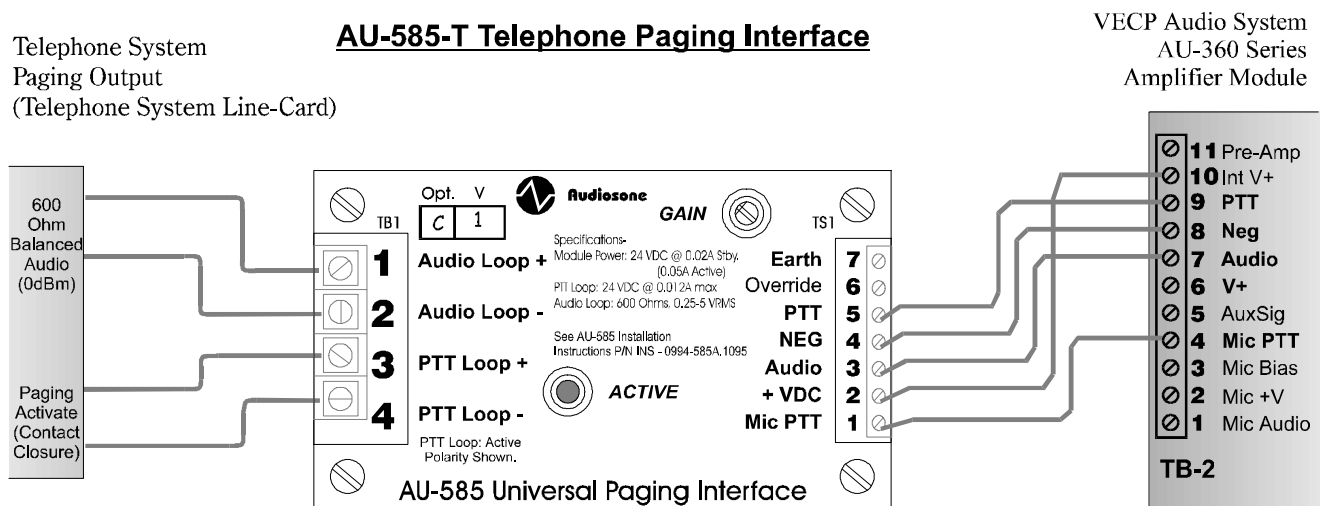 AU-585-T Telephone Paging Interface
Telephone System
Paging Output
(Telephone System Line-Card)
VECP Audio System
AU-360 Series
Amplifier Module
600
Ohm
Balanced
Audio
(0dBm)
Paging
Activate
(Contact
Closure)
TB1
Opt. V
C 1
Audiosone
GAIN
TS1
Specifications-
Module Power: 24 VDC @ 0.02A Stby.
(0.05A Active)
PTT Loop: 24 VDC @ 0.012A max
Audio Loop: 600 Ohms, 0.25-5 VRMS
See AU-585 Installation
Instructions P/N INS - 0994-585A.1095
ACTIVE
1 Audio Loop +
2 Audio Loop -
3 PTT Loop +
4 PTT Loop -
PTT Loop: Active
Polarity Shown.
Earth 7
Override 6
PTT 5
NEG 4
Audio 3
+ VDC 2
Mic PTT 1
AU-585 Universal Paging Interface
11 Pre-Amp
10 Int V+
9 PTT
8 Neg
7 Audio
6 V+
5 AuxSig
4 Mic PTT
3 Mic Bias
2 Mic +V
1 Mic Audio
TB-2